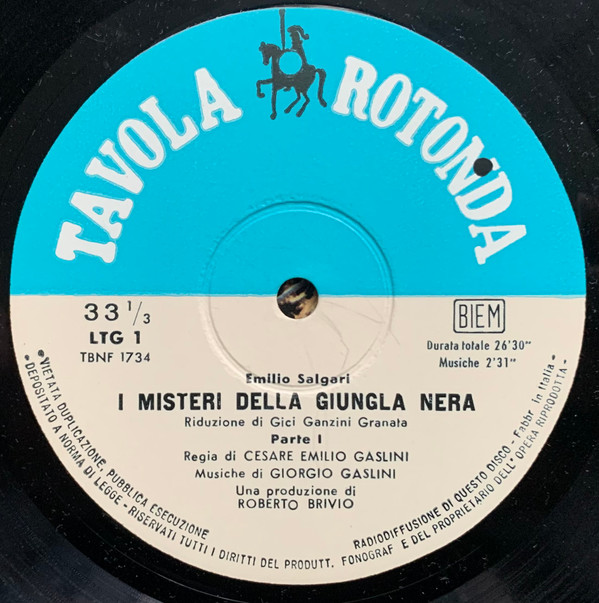 TAVOLA ROTONDA
33 1/3
LTG 1
TBNF 1734
BIEM
Durata totale 26'30"
Musiche 2'31"
Emilio Salgari
I MISTERI DELLA GIUNGLA NERA
Riduzione di Gici Ganzini Granata
Parte I
Regia di CESARE EMILIO GASLINI
Musiche di GIORGIO GASLINI
Una produzione di
ROBERTO BRIVIO
•VIETATA DUPLICAZIONE, PUBBLICA ESECUZIONE RADIODIFFUSIONE DI QUESTO DISCO - Fabbr. In Italia -
•DEPOSITATO A NORMA DI LEGGE - RISERVATI TUTTI I DIRITTI DEL PRODUTT. FONOGRAF E DEL PROPRIETARIO DELL'OPERA RIPRODOTTA-